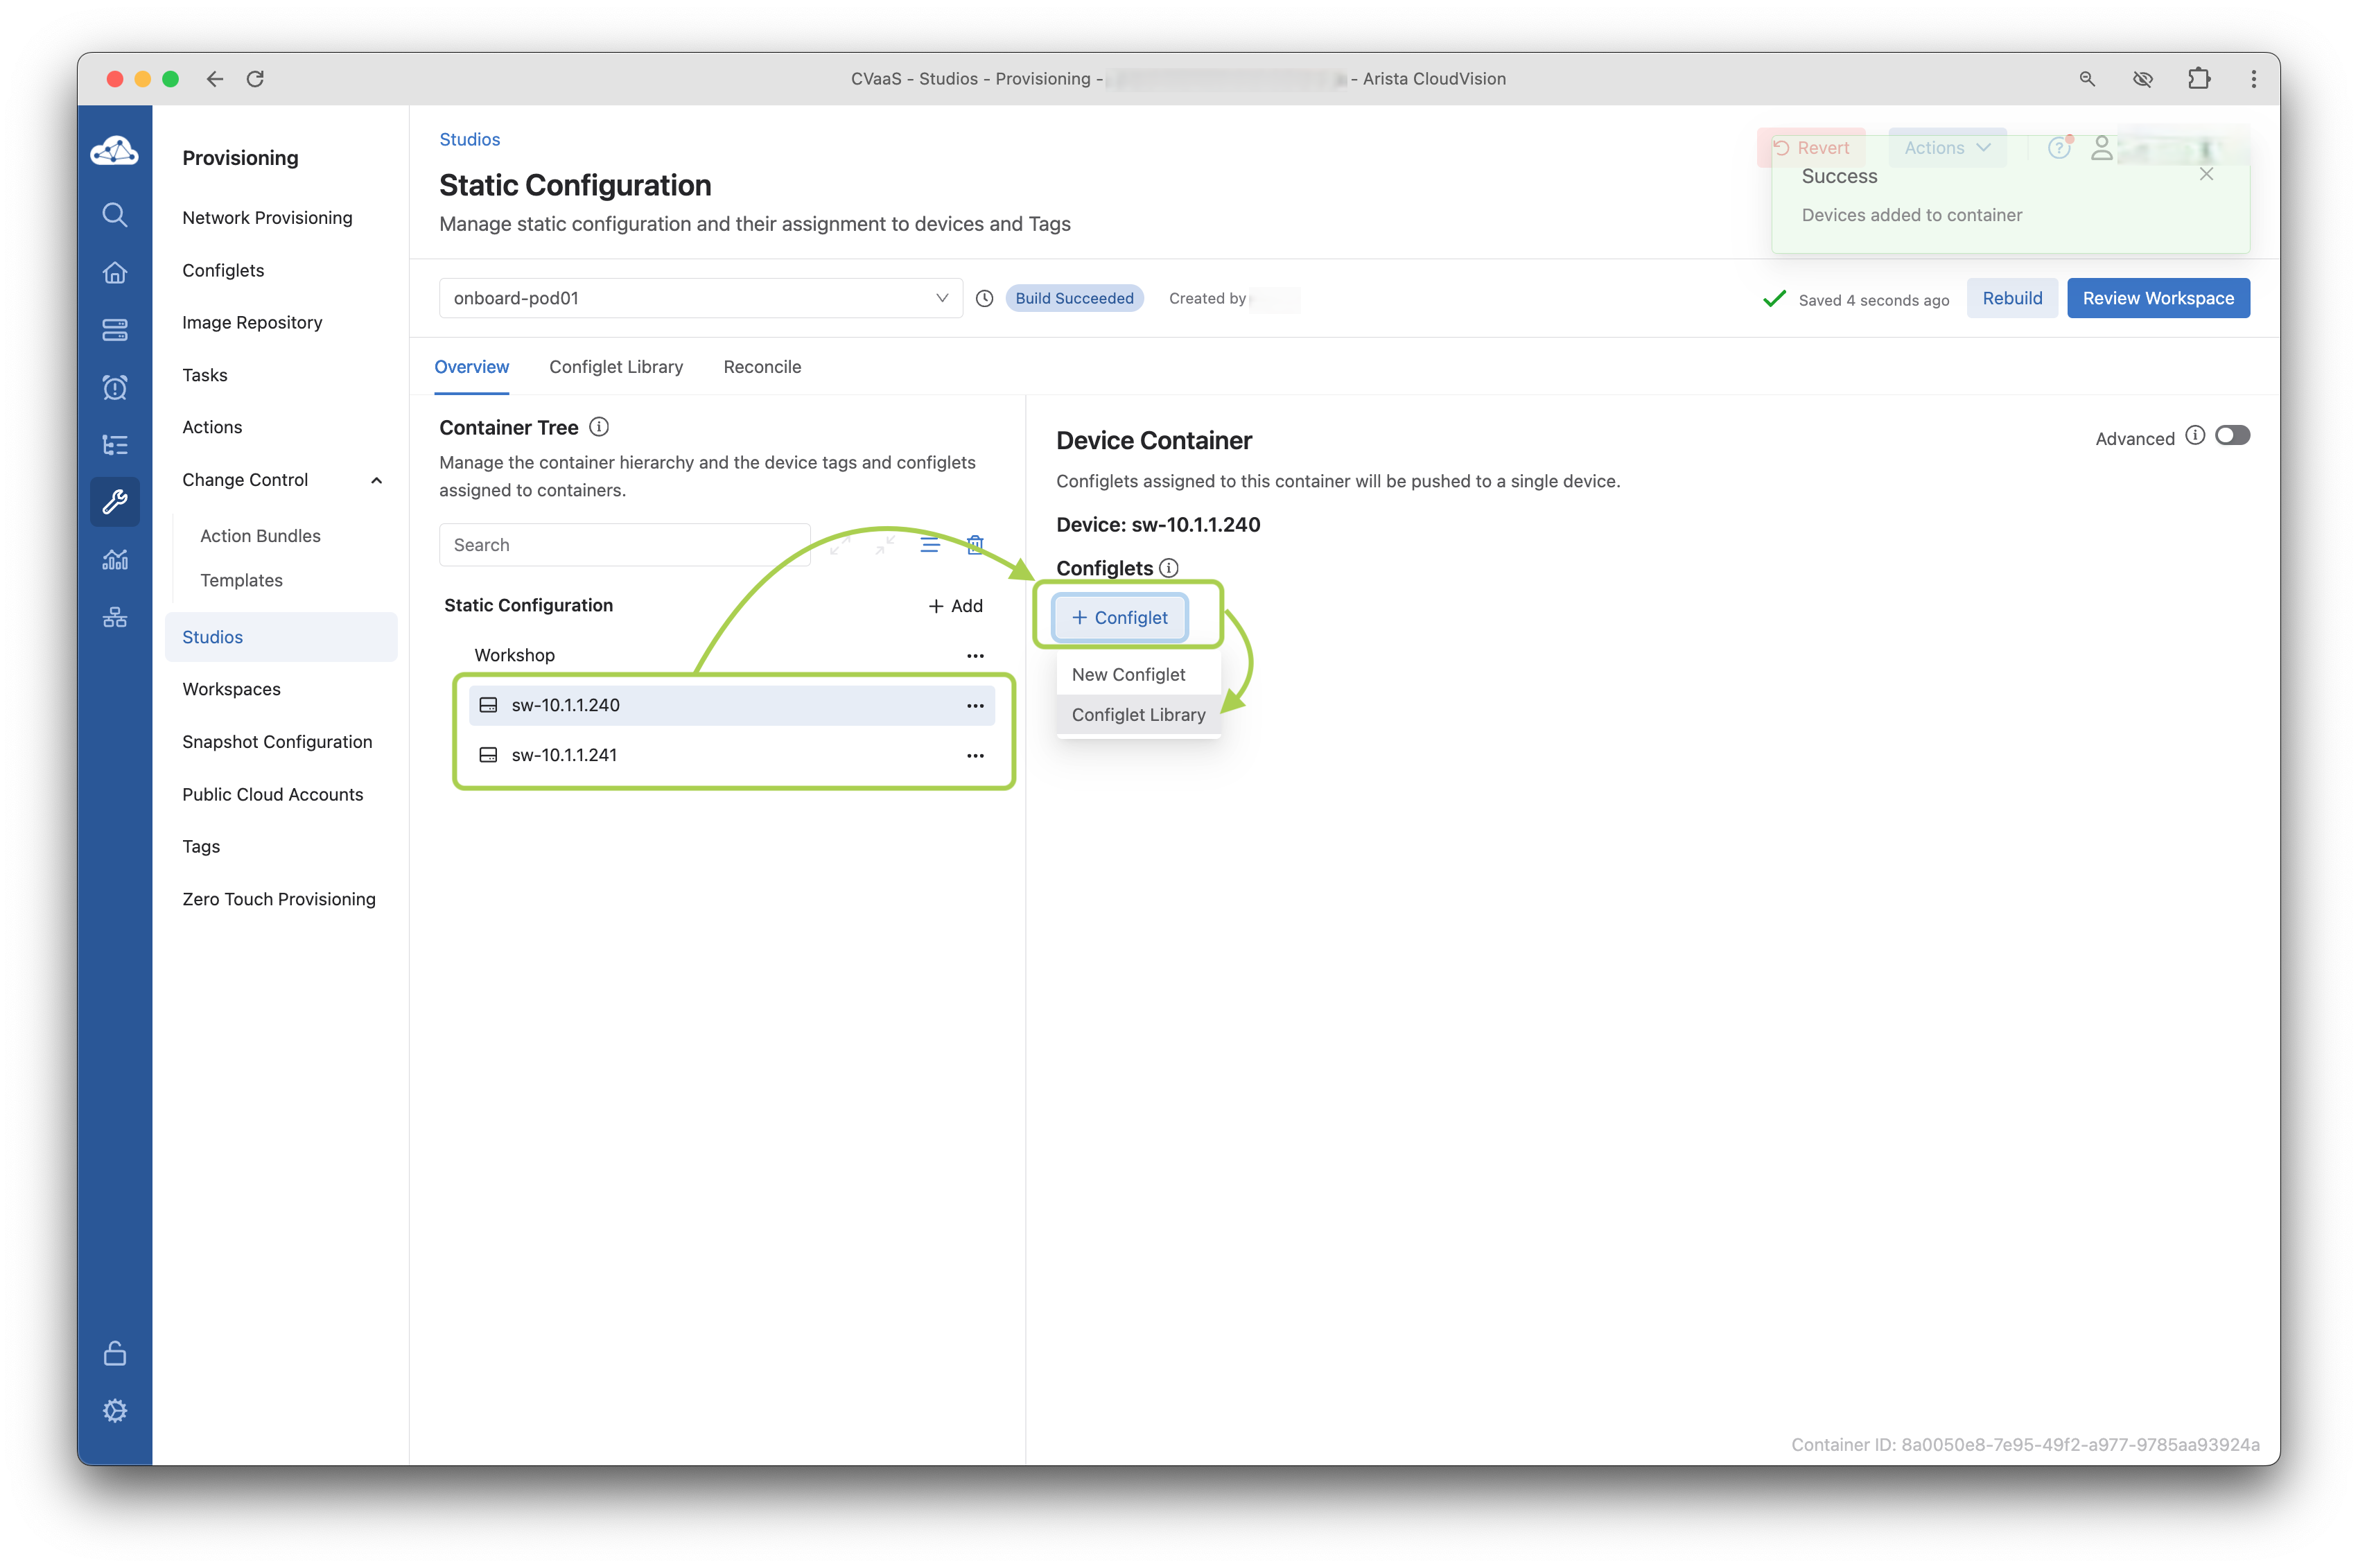 CVaaS - Studios - Provisioning - - Arista CloudVision
Provisioning
Network Provisioning
Configlets
Image Repository
Tasks
Actions
Change Control
Action Bundles
Templates
Studios
Workspaces
Snapshot Configuration
Public Cloud Accounts
Tags
Zero Touch Provisioning
Studios
Static Configuration
Manage static configuration and their assignment to devices and Tags
Revert
Actions
Success
Devices added to container
onboard-pod01
Build Succeeded
Created by
Saved 4 seconds ago
Rebuild
Review Workspace
Overview
Configlet Library
Reconcile
Container Tree
Manage the container hierarchy and the device tags and configlets
assigned to containers.
Search
Static Configuration
+ Add
Workshop
sw-10.1.1.240
sw-10.1.1.241
Device Container
Advanced
Configlets assigned to this container will be pushed to a single device.
Device: sw-10.1.1.240
Configlets
+ Configlet
New Configlet
Configlet Library
Container ID: 8a0050e8-7e95-49f2-a977-9785aa93924a